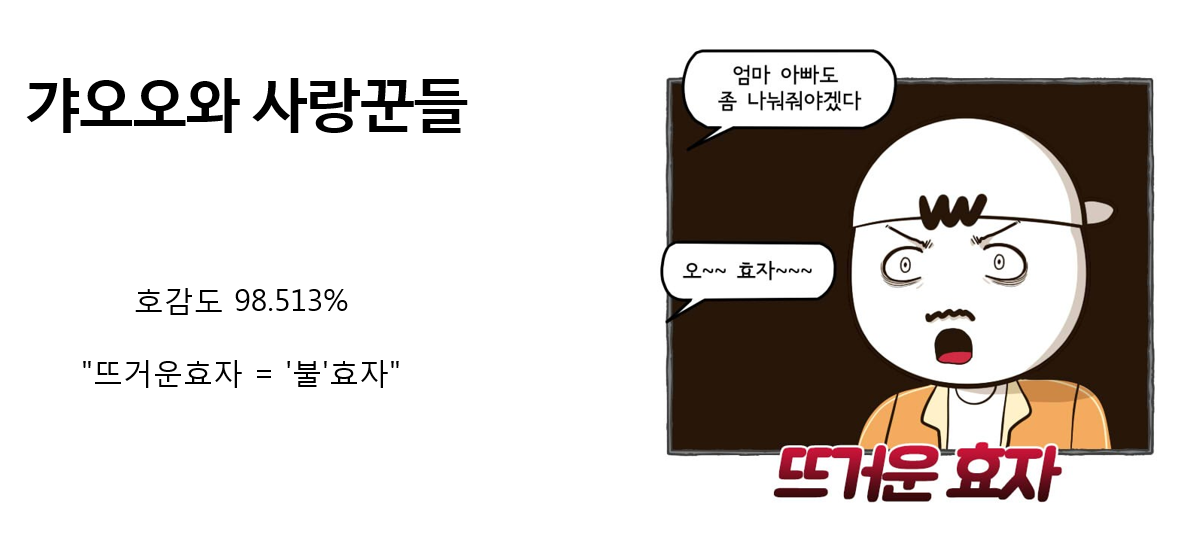 갸오오와 사랑꾼들
호감도 98.513%
"뜨거운효자 = '불'효자"
엄마 아빠도
좀 나눠줘야겠다
오~~ 효자~~~
뜨거운 효자